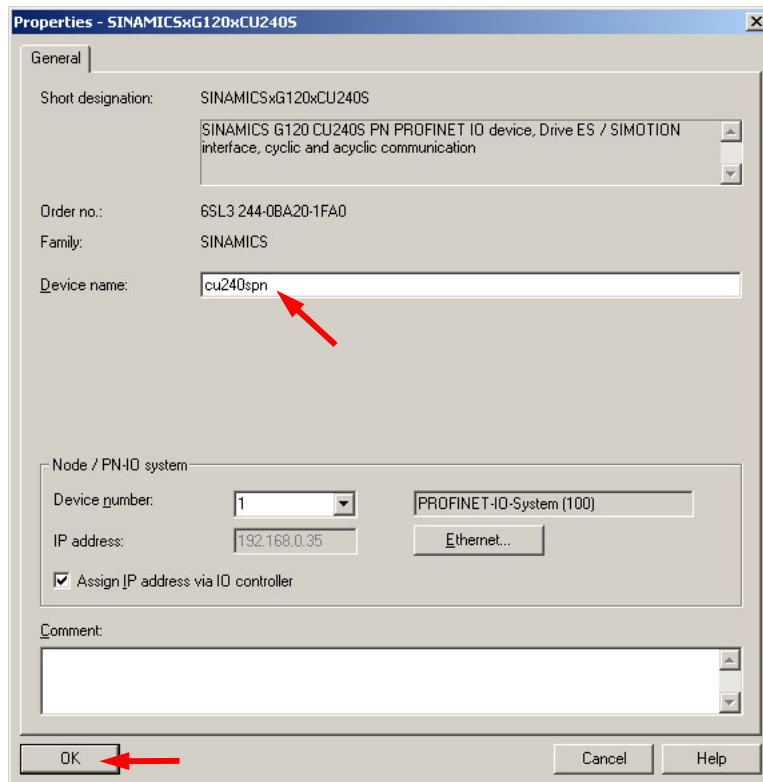 Properties - SINAMICSxG120xCU240S
General
Short designation: SINAMICSxG120xCU240S
SINAMICS G120 CU240S PN PROFINET IO device, Drive ES / SIMOTION
interface, cyclic and acyclic communication
Order no.: 6SL3 244-0BA20-1FA0
Family: SINAMICS
Device name: cu240spn
Node / PN-IO system
Device number: 1 PROFINET-IO-System (100)
IP address: 192.168.0.35 Ethernet...
Assign IP address via IO controller
Comment:
OK Cancel Help